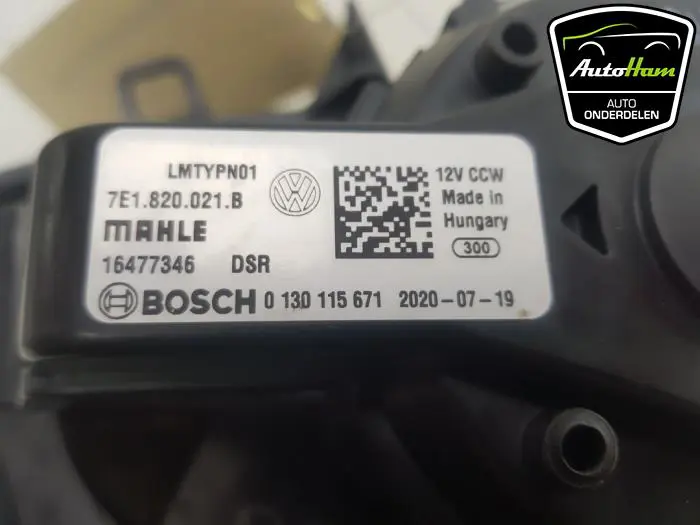 AutoHam
AUTO
ONDERDELEN
LMTYPN01
7E1.820.021.B
MAHLE
16477346 DSR
BOSCH 0 130 115 671 2020-07-19
12V CCW
Made in
Hungary
300